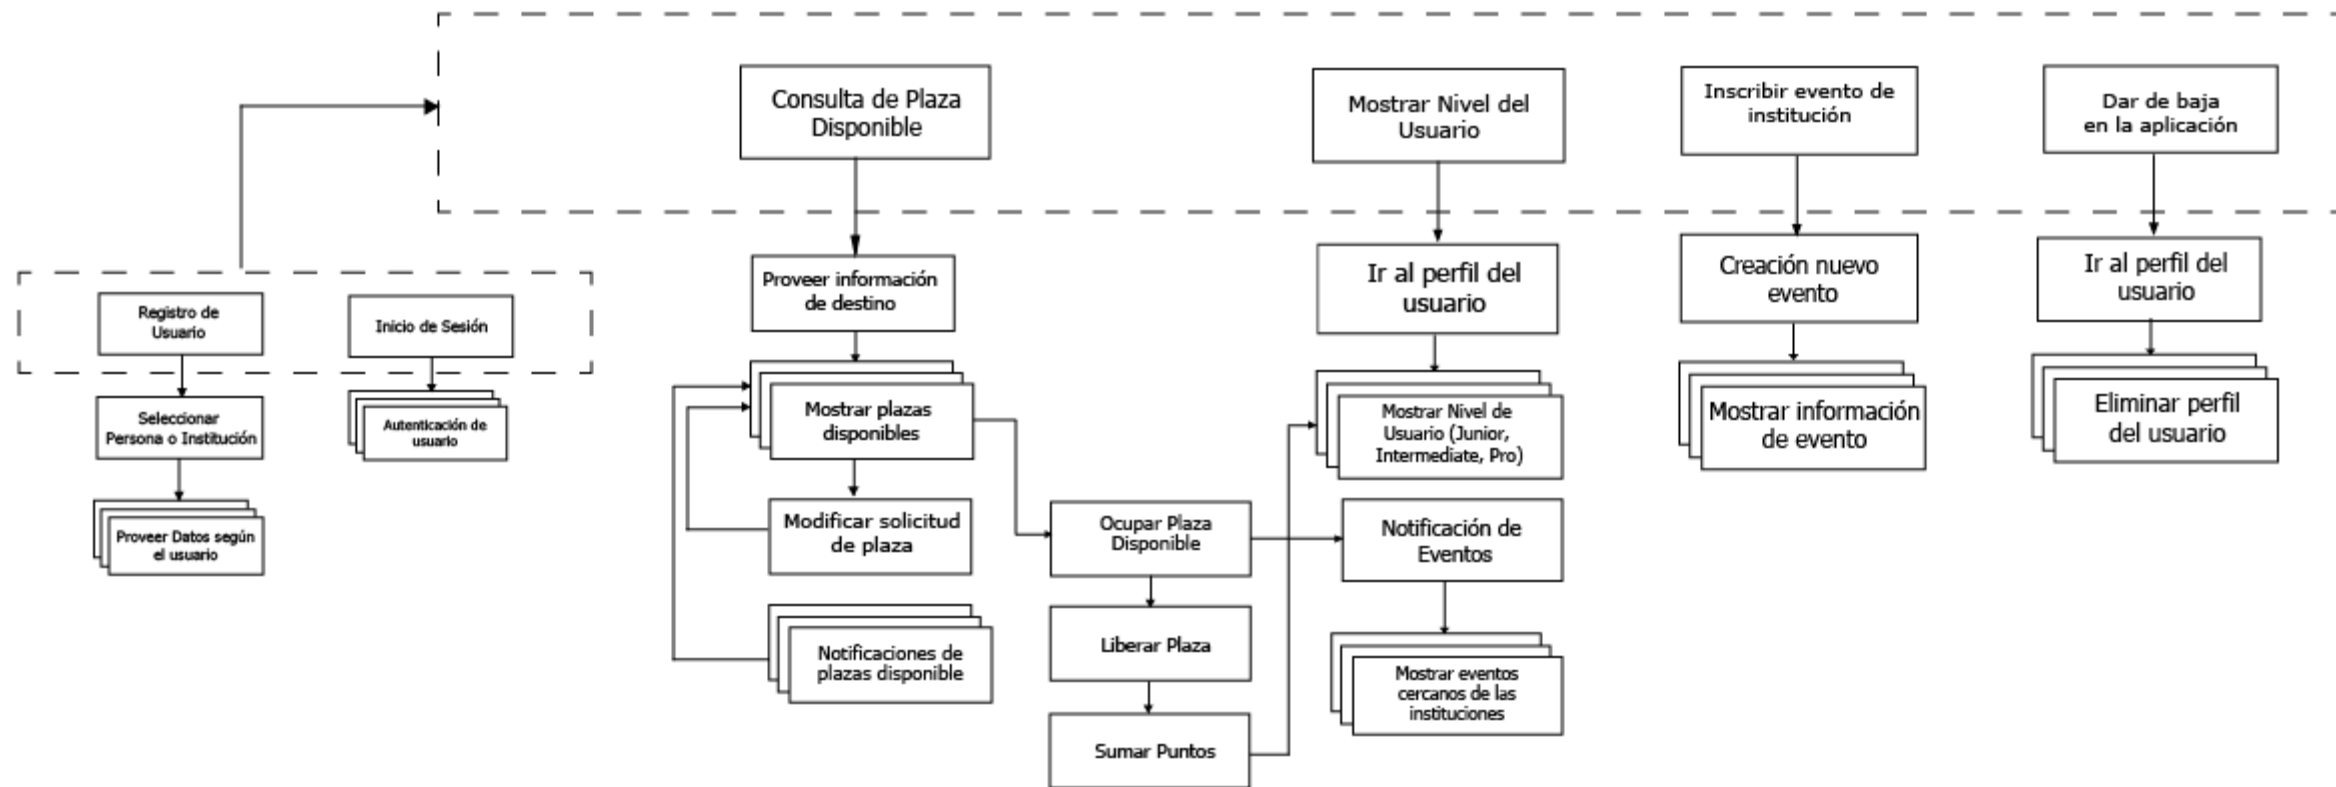 Consulta de Plaza
Disponible
Mostrar Nivel del
Usuario
Inscribir evento de
institución
Dar de baja
en la aplicación
Registro de
Usuario
Inicio de Sesión
Seleccionar
Persona o Institución
Autenticación de
usuario
Proveer Datos según
el usuario
Proveer información
de destino
Mostrar plazas
disponibles
Modificar solicitud
de plaza
Notificaciones de
plazas disponible
Ocupar Plaza
Disponible
Liberar Plaza
Sumar Puntos
Ir al perfil del
usuario
Mostrar Nivel de
Usuario (Junior,
Intermediate, Pro)
Notificación de
Eventos
Mostrar eventos
cercanos de las
instituciones
Creación nuevo
evento
Mostrar información
de evento
Ir al perfil del
usuario
Eliminar perfil
del usuario